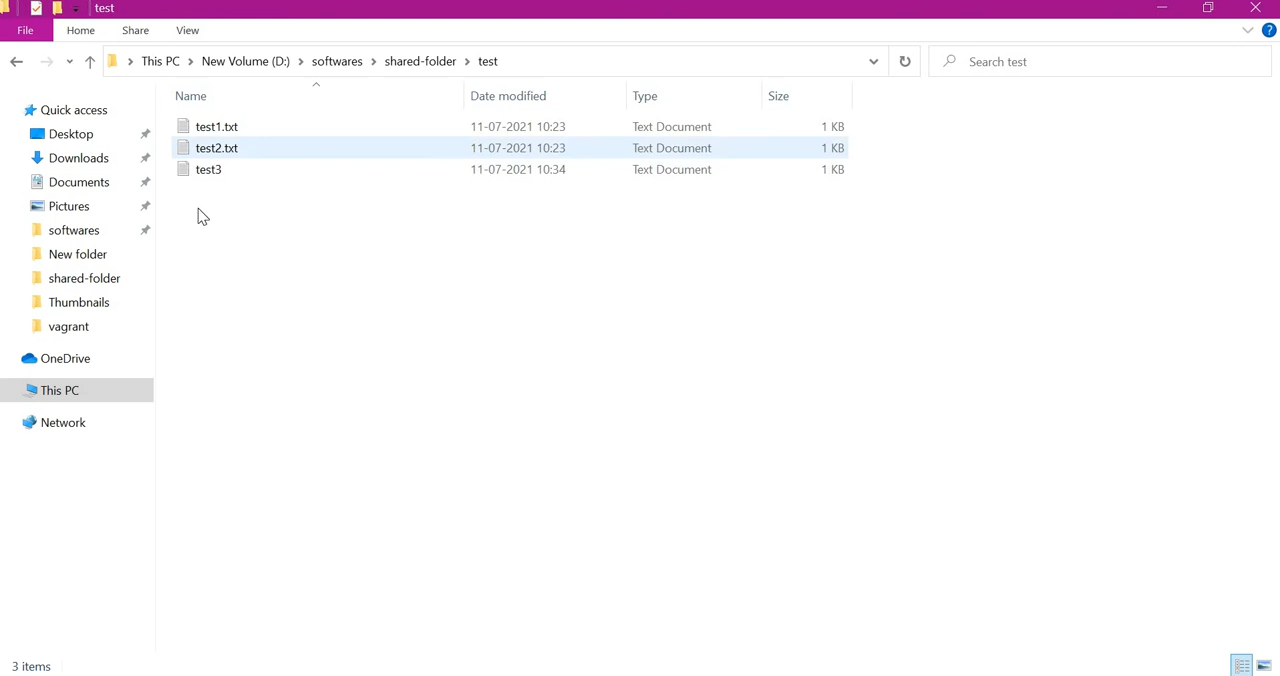 test
File Home Share View
This PC New Volume (D:) softwares shared-folder test Search test
Name Date modified Type Size
test1.txt 11-07-2021 10:23 Text Document 1 KB
test2.txt 11-07-2021 10:23 Text Document 1 KB
test3 11-07-2021 10:34 Text Document 1 KB
Quick access
Desktop
Downloads
Documents
Pictures
softwares
New folder
shared-folder
Thumbnails
vagrant
OneDrive
This PC
Network
3 items